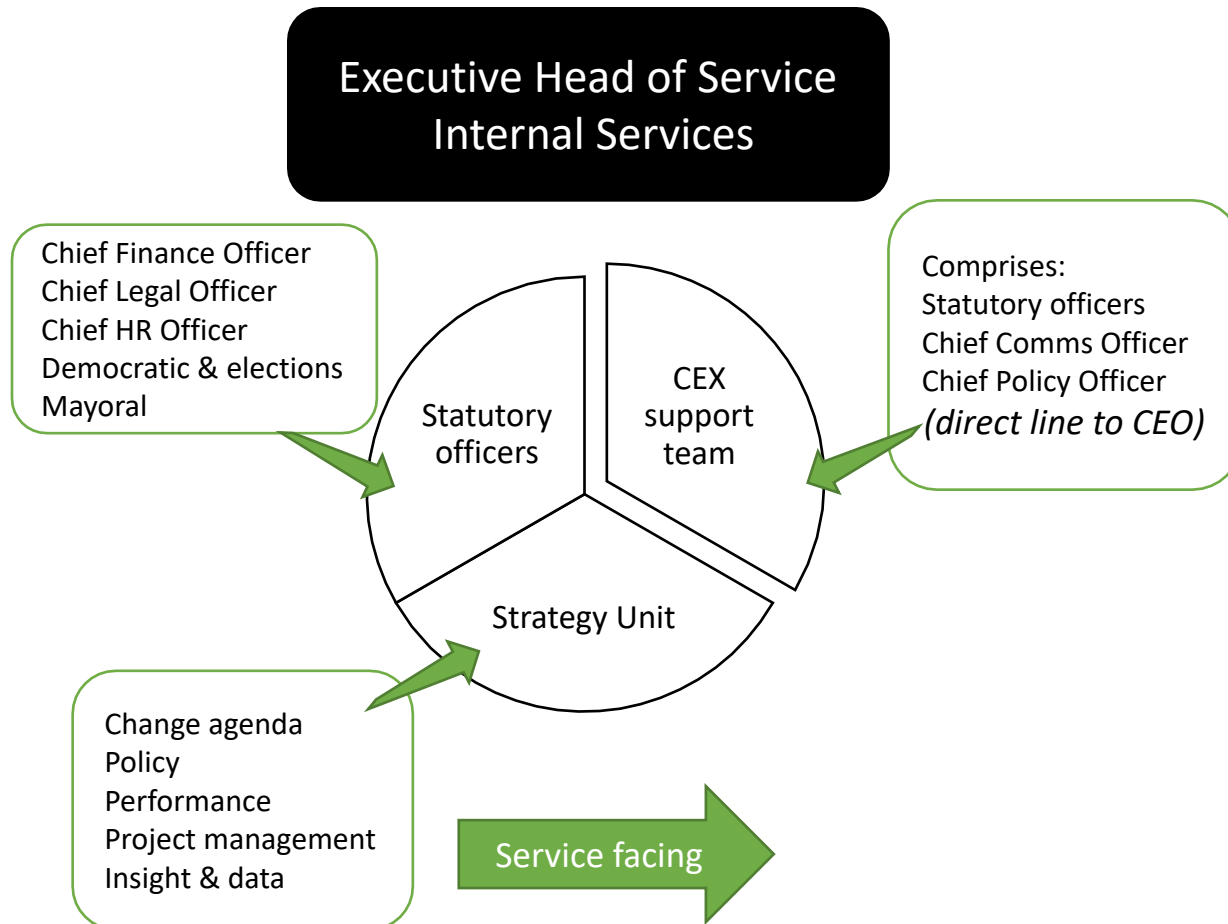 Executive Head of Service
Internal Services
Chief Finance Officer
Chief Legal Officer
Chief HR Officer
Democratic & elections
Mayoral
Comprises:
Statutory officers
Chief Comms Officer
Chief Policy Officer
(direct line to CEO)
Statutory
officers
CEX
support
team
Strategy Unit
Change agenda
Policy
Performance
Project management
Insight & data
Service facing